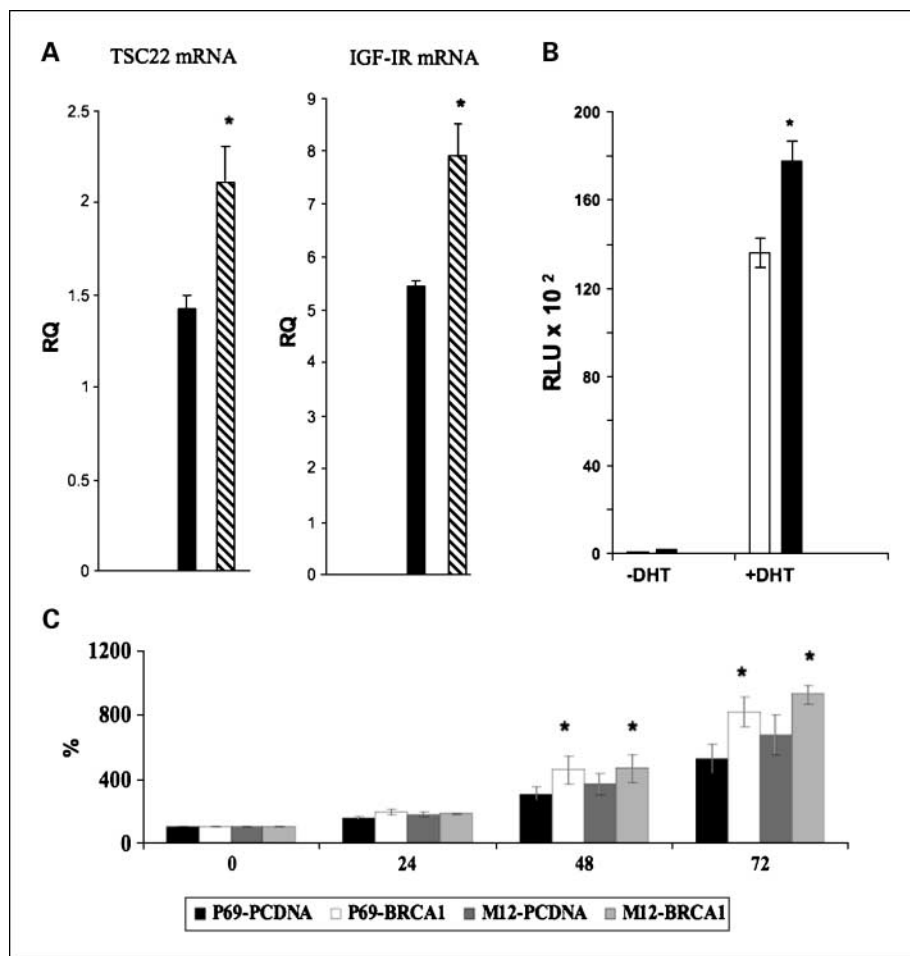 A
TSC22 mRNA
IGF-IR mRNA
B
2.5
2
1.5
1
0.5
0
RQ
*
9
8
7
6
5
4
3
2
1
0
RQ
*
200
160
120
80
40
0
RLU x 10 2
*
-DHT +DHT
C
1200
800
400
0
%
* * * *
0 24 48 72
P69-PCDNA P69-BRCA1 M12-PCDNA M12-BRCA1